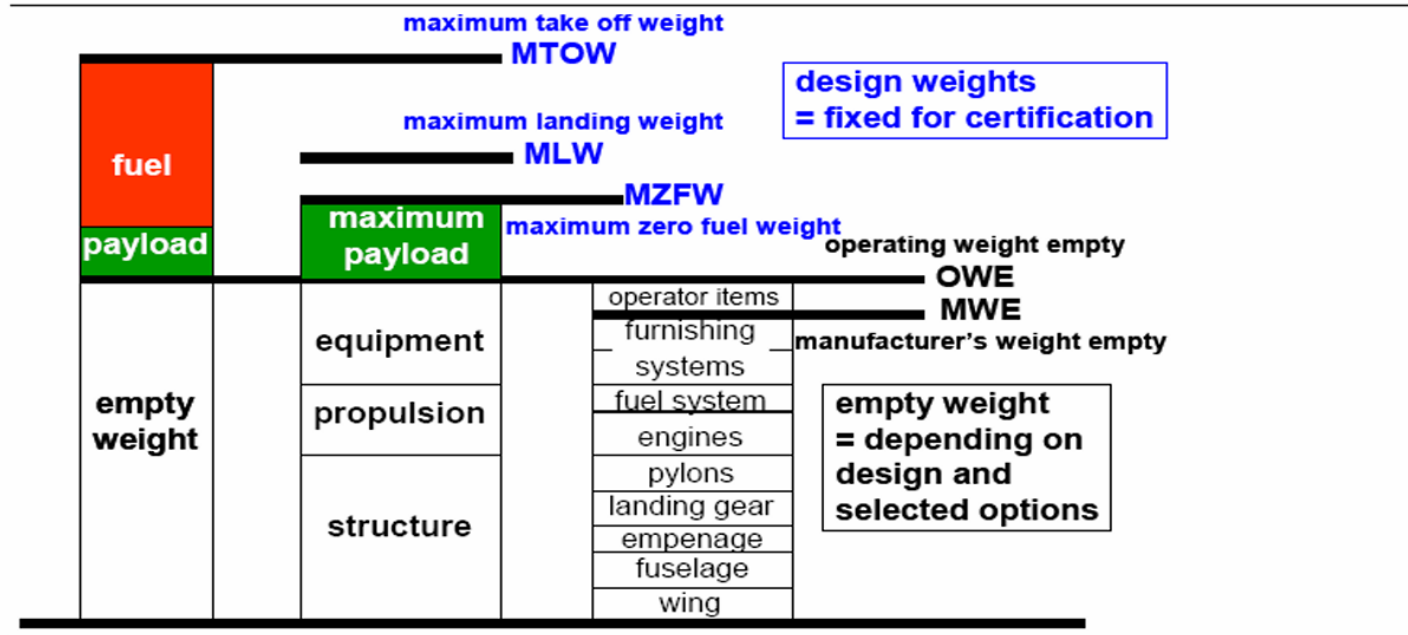 maximum take off weight
MTOW
design weights
= fixed for certification
maximum landing weight
MLW
fuel
MZFW
maximum zero fuel weight
maximum
payload
payload
operating weight empty
OWE
operator items
MWE
manufacturer's weight empty
furnishing
equipment
systems
empty
weight
propulsion
fuel system
engines
empty weight
= depending on
design and
selected options
pylons
structure
landing gear
empenage
fuselage
wing